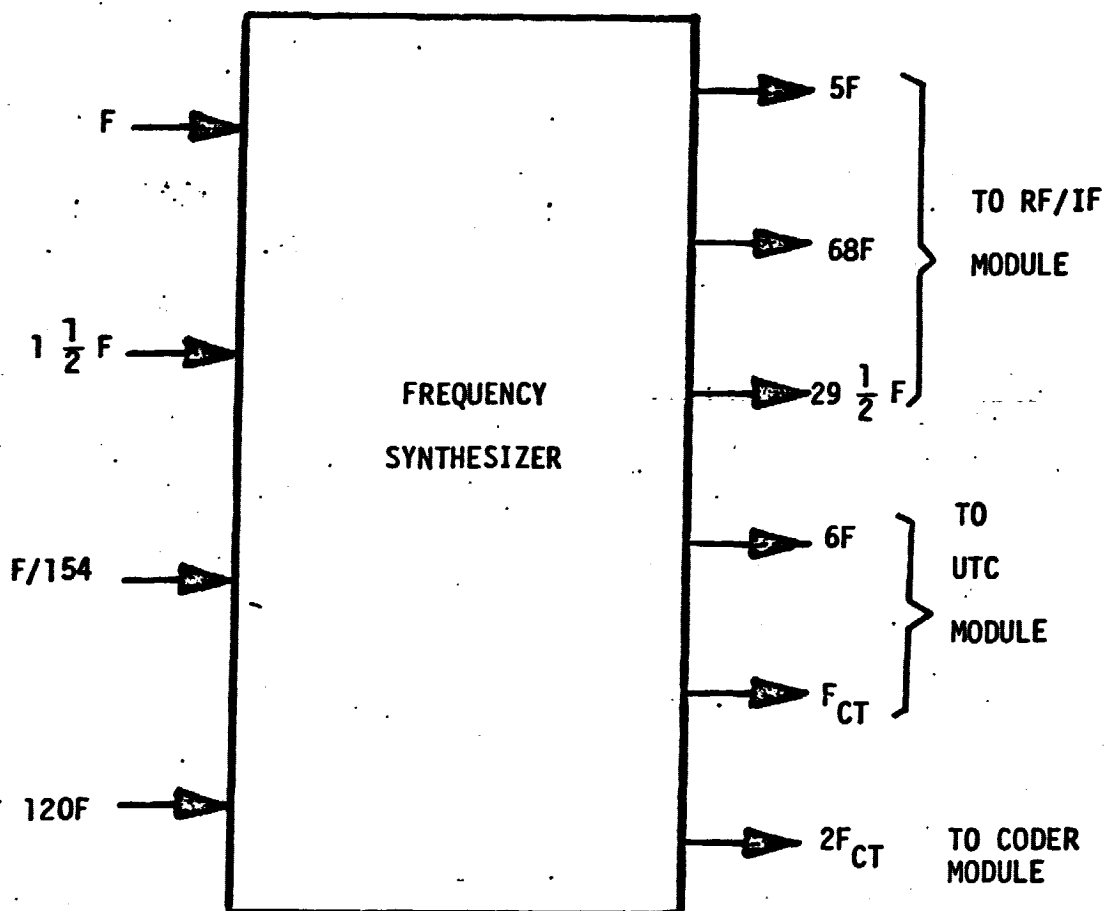 F
1 1/2 F
F/154
120F
FREQUENCY
SYNTHESIZER
5F
68F
29 1/2 F
TO RF/IF
MODULE
6F
F_CT
TO
UTC
MODULE
2F_CT
TO CODER
MODULE